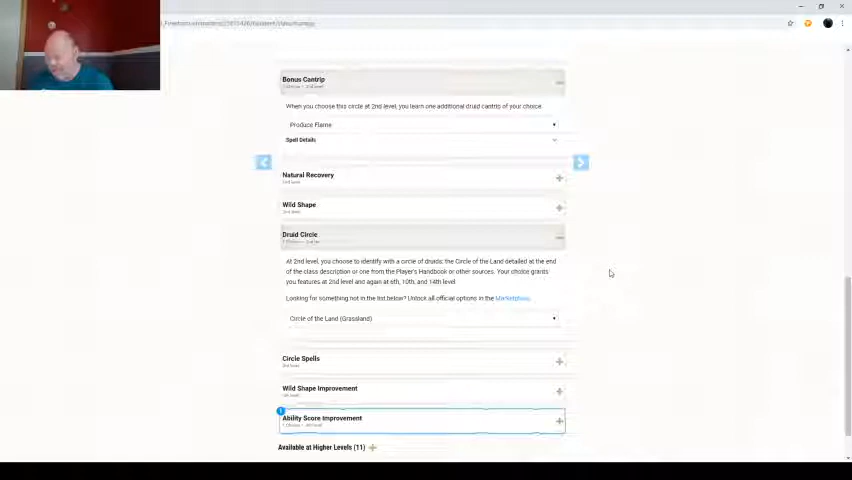 Bonus Cantrip
When you choose this circle at 2nd level, you learn one additional druid cantrip of your choice.
Produce Flame
Spell Details
Natural Recovery
2nd level
Wild Shape
2nd level
Druid Circle
At 2nd level, you choose to identify with a circle of druids: the Circle of the Land detailed at the end
of the class description or one from the Player's Handbook or other sources. Your choice grants
you features at 2nd level and again at 6th, 10th, and 14th level.
Looking for something not in the list below? Unlock all official options in the Marketplace.
Circle of the Land (Grassland)
Circle Spells
Wild Shape Improvement
1
Ability Score Improvement
Available at Higher Levels (11)